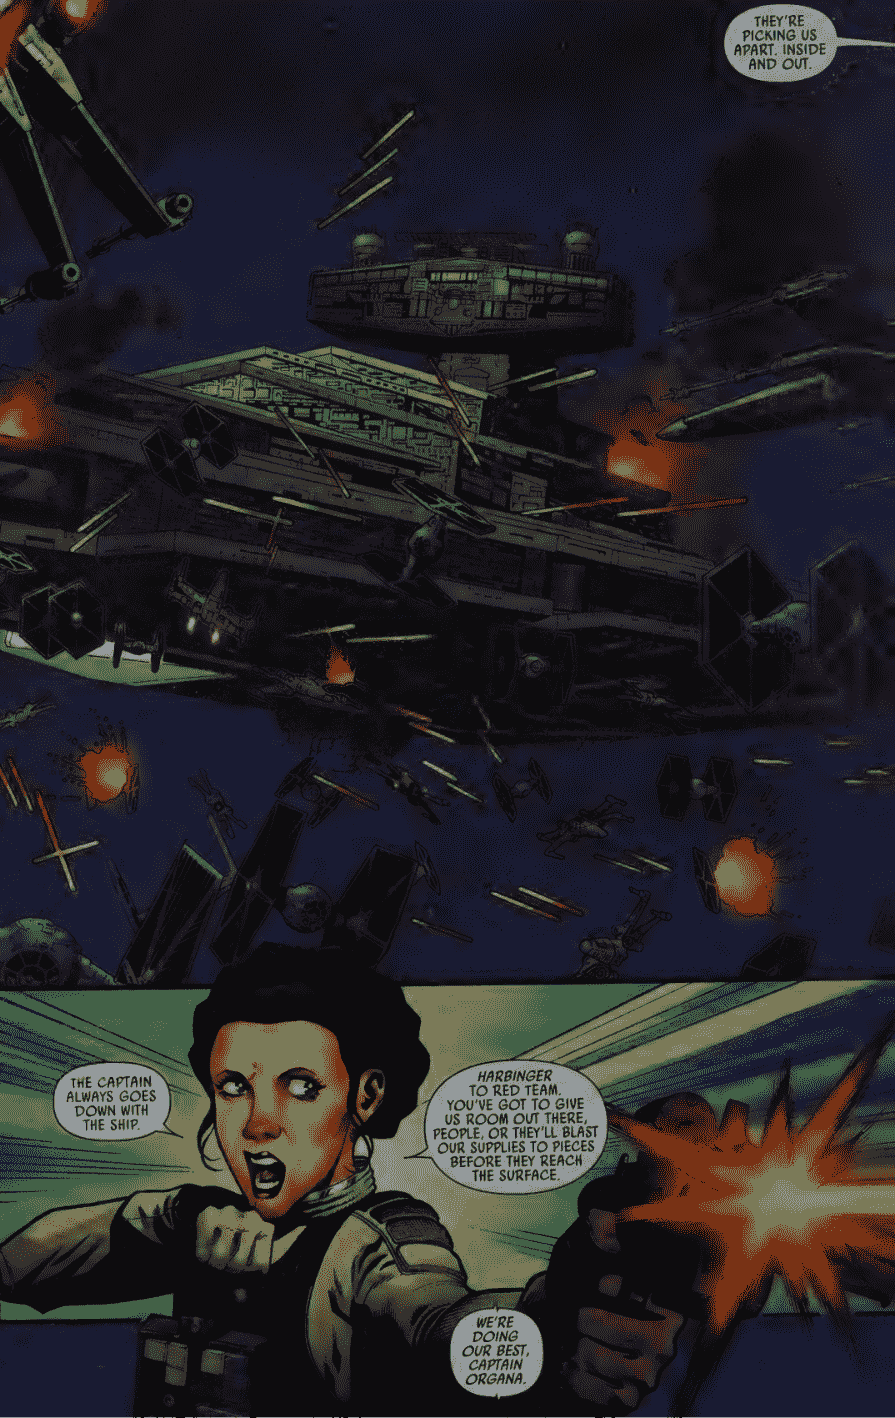 THEY'RE
PICKING US
APART. INSIDE
AND OUT.
THE CAPTAIN
ALWAYS GOES
DOWN WITH
THE SHIP.
HARBINGER
TO RED TEAM.
YOU'VE GOT TO GIVE
US ROOM OUT THERE,
PEOPLE, OR THEY'LL BLAST
OUR SUPPLIES TO PIECES
BEFORE THEY REACH
THE SURFACE.
WE'RE
DOING
OUR BEST,
CAPTAIN
ORGANA.